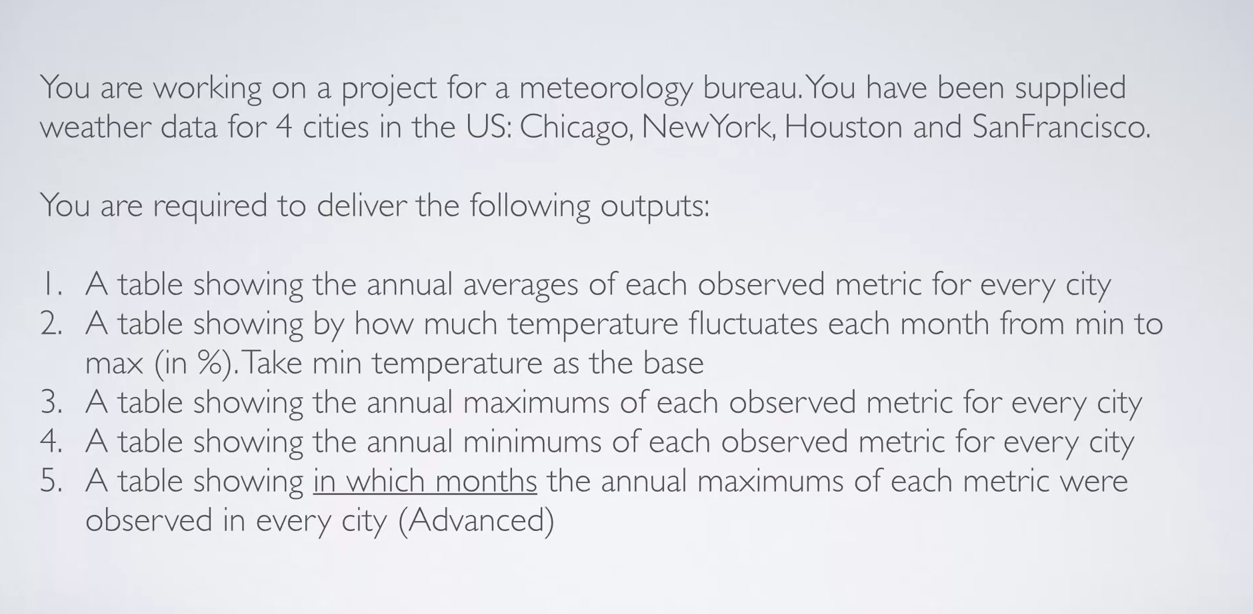 You are working on a project for a meteorology bureau. You have been supplied
weather data for 4 cities in the US: Chicago, NewYork, Houston and SanFrancisco.
You are required to deliver the following outputs:
1. A table showing the annual averages of each observed metric for every city
2. A table showing by how much temperature fluctuates each month from min to
max (in %). Take min temperature as the base
3. A table showing the annual maximums of each observed metric for every city
4. A table showing the annual minimums of each observed metric for every city
5. A table showing in which months the annual maximums of each metric were
observed in every city (Advanced)